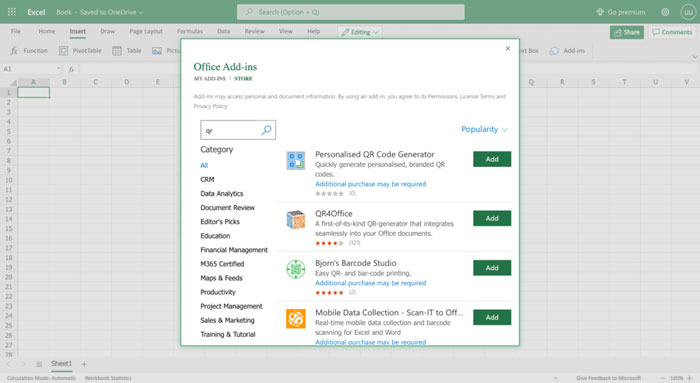 Excel Book - Saved to OneDrive Search (Option + Q) Go premium UU
File Home Insert Draw Page Layout Formulas Data Review View Help Editing Share Comments
Function PivotTable Table Text Box Add-ins
A1 fx
A B C D E F G O P Q R S T U
Office Add-ins
MY ADD-INS | STORE
Add-ins may access personal and document information. By using an add-in, you agree to its Permissions, License Terms and
Privacy Policy.
qr
Popularity
Category
All
CRM
Data Analytics
Document Review
Editor's Picks
Education
Financial Management
M365 Certified
Maps & Feeds
Productivity
Project Management
Sales & Marketing
Training & Tutorial
Personalised QR Code Generator
Quickly generate personalised, branded QR
codes.
Additional purchase may be required
(0)
Add
QR4Office
A first-of-its-kind QR-generator that integrates
seamlessly into your Office documents.
(121)
Add
Bjorn's Barcode Studio
Easy QR- and bar-code printing.
Additional purchase may be required
(2)
Add
Mobile Data Collection - Scan-IT to Off...
Real-time mobile data collection and barcode
scanning for Excel and Word
Additional purchase may be required
Add
1
2
3
4
5
6
7
8
9
10
11
12
13
14
15
16
17
18
19
20
21
22
23
24
25
26
27
28
Sheet1
Calculation Mode: Automatic Workbook Statistics Give Feedback to Microsoft 100%